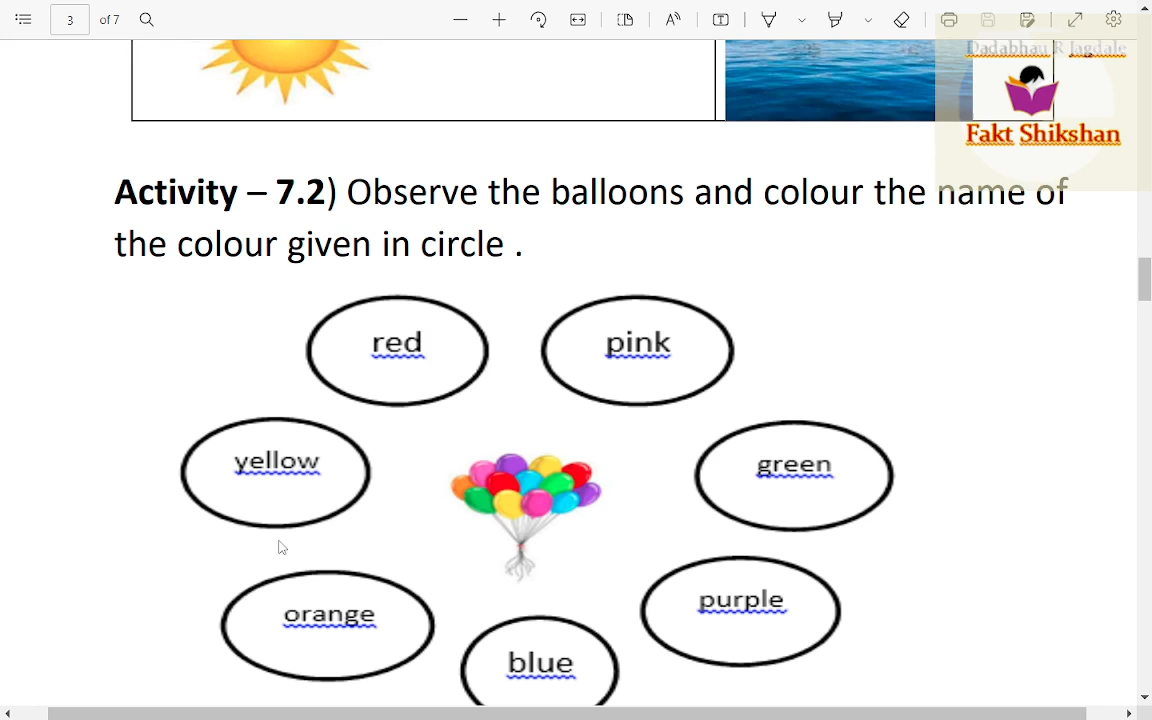 3 of 7
Dadabhau R Jagdale
Fakt Shikshan
Activity – 7.2) Observe the balloons and colour the name of
the colour given in circle .
red pink
yellow green
orange purple
blue